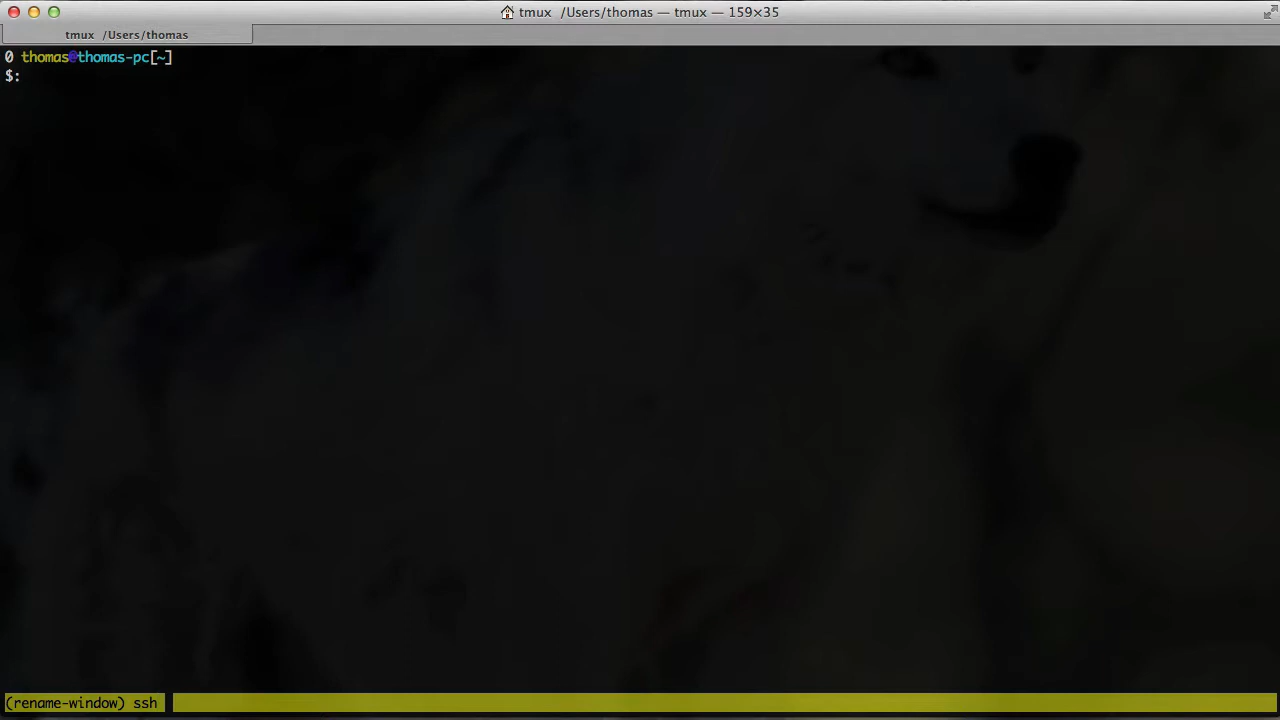 tmux /Users/thomas — tmux — 159×35
tmux /Users/thomas
0 thomas@thomas-pc[~]
$:
(rename-window) ssh